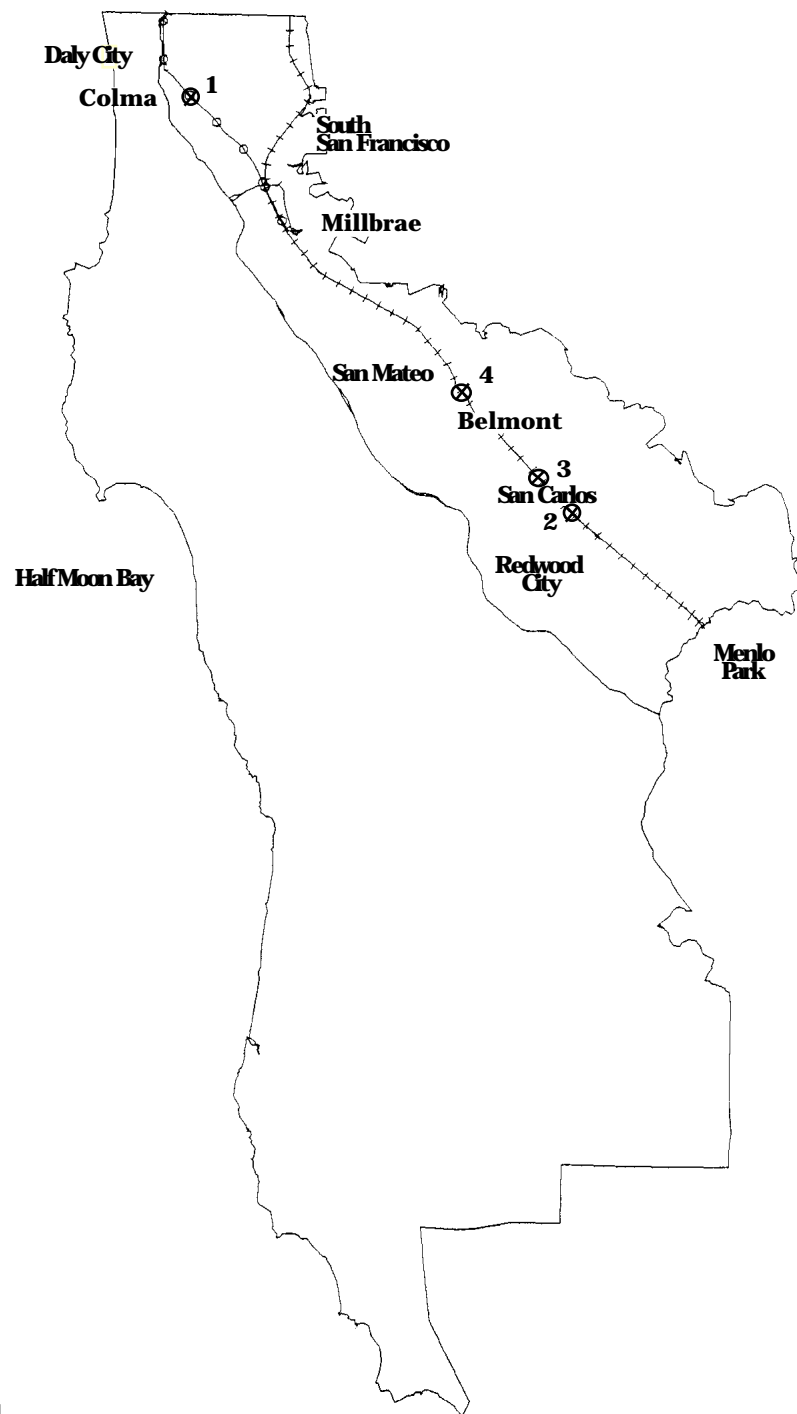 Daly City
1
Colma
South
San Francisco
Millbrae
San Mateo
4
Belmont
3
San Carlos
2
Redwood
City
Half Moon Bay
Menlo
Park